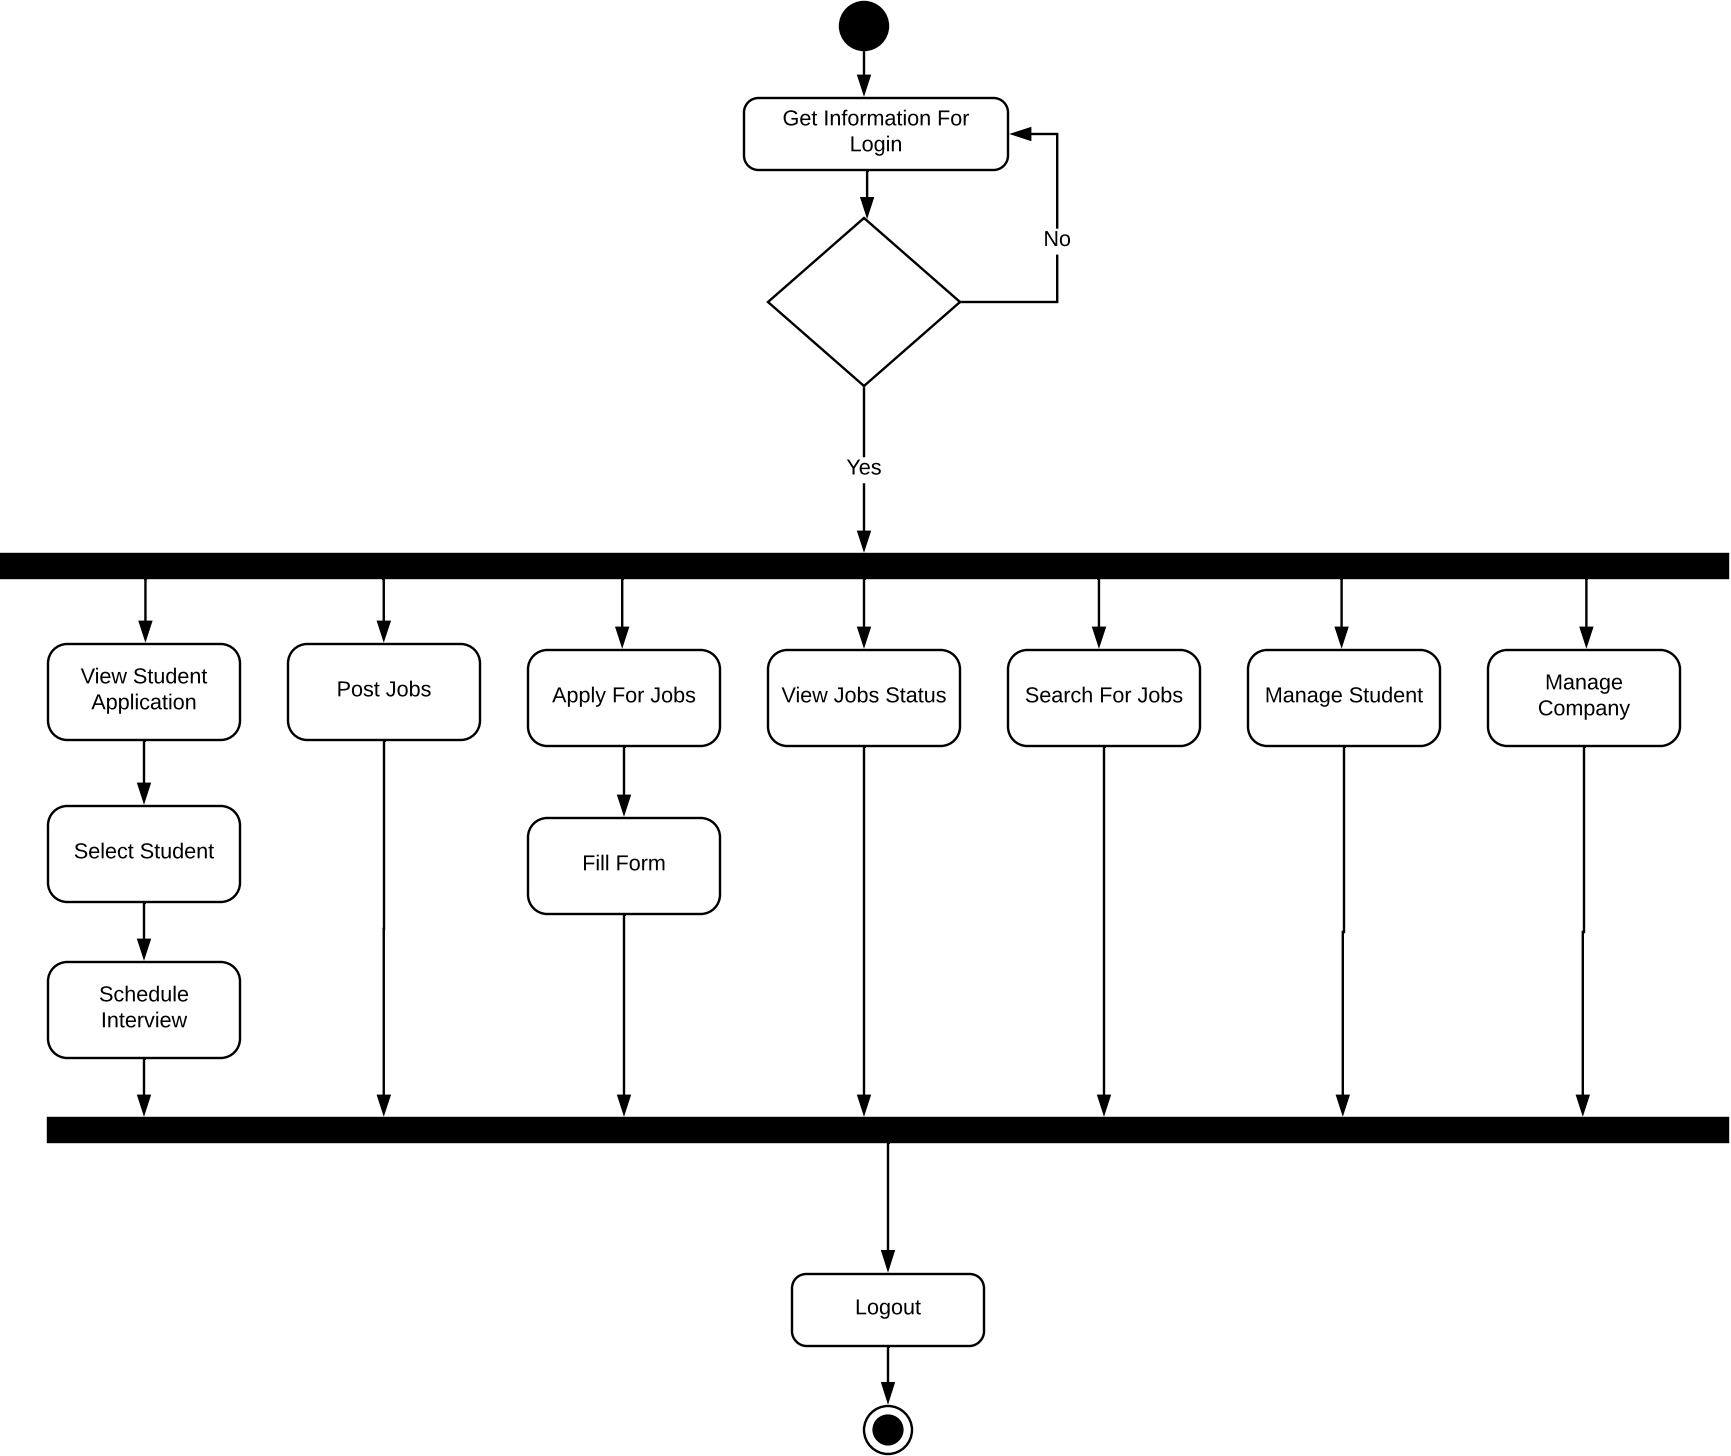 Get Information For
Login
No
Yes
View Student
Application
Post Jobs
Apply For Jobs
View Jobs Status
Search For Jobs
Manage Student
Manage
Company
Select Student
Fill Form
Schedule
Interview
Logout